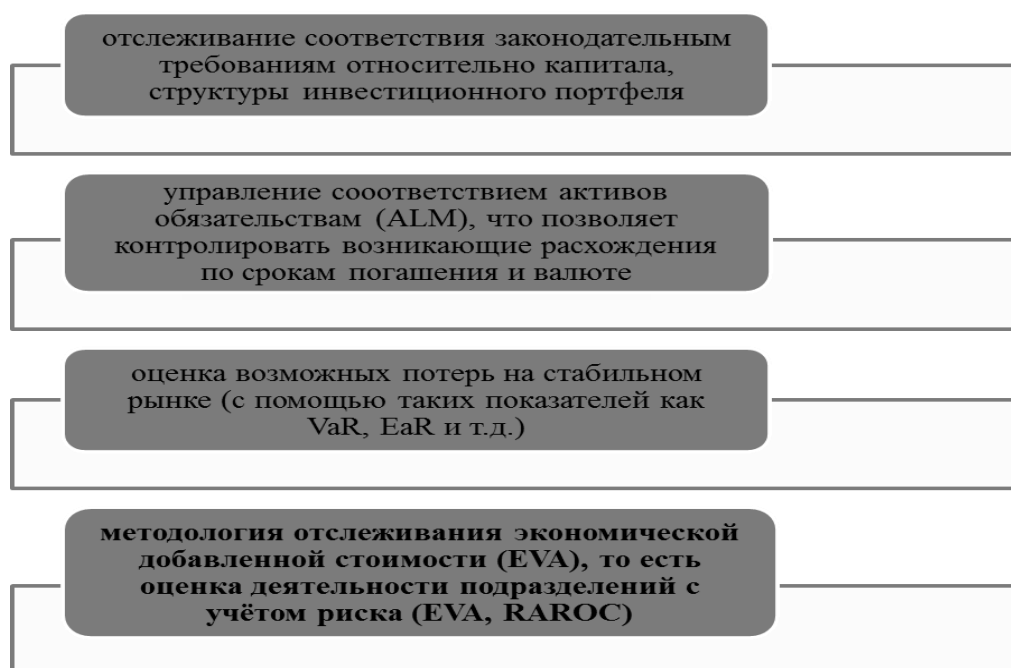 отслеживание соответствия законодательным
требованиям относительно капитала,
структуры инвестиционного портфеля
управление сооответствием активов
обязательствам (ALM), что позволяет
контролировать возникающие расхождения
по срокам погашения и валюте
оценка возможных потерь на стабильном
рынке (с помощью таких показателей как
VaR, EaR и т.д.)
методология отслеживания экономической
добавленной стоимости (EVA), то есть
оценка деятельности подразделений с
учётом риска (EVA, RAROC)